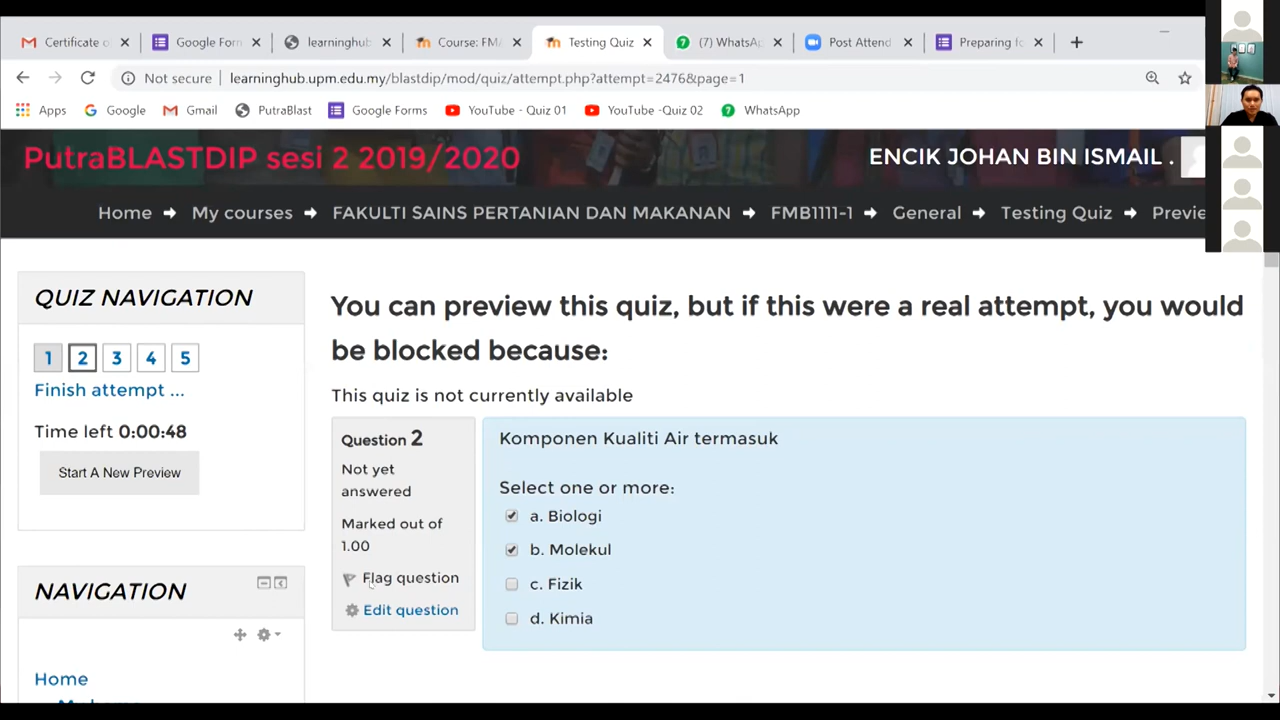 Certificate o
Google For
learninghub
Course: FMA
Testing Quiz
(7) WhatsAp
Post Attend
Preparing fo
Not secure
learninghub.upm.edu.my/blastdip/mod/quiz/attempt.php?attempt=2476&page=1
Apps
Google
Gmail
PutraBlast
Google Forms
YouTube - Quiz 01
YouTube -Quiz 02
WhatsApp
PutraBLASTDIP sesi 2 2019/2020
ENCIK JOHAN BIN ISMAIL .
Home
My courses
FAKULTI SAINS PERTANIAN DAN MAKANAN
FMB1111-1
General
Testing Quiz
Previe
QUIZ NAVIGATION
1 2 3 4 5
Finish attempt ...
Time left 0:00:48
Start A New Preview
NAVIGATION
Home
You can preview this quiz, but if this were a real attempt, you would
be blocked because:
This quiz is not currently available
Question 2
Not yet
answered
Marked out of
1.00
Flag question
Edit question
Komponen Kualiti Air termasuk
Select one or more:
a. Biologi
b. Molekul
c. Fizik
d. Kimia